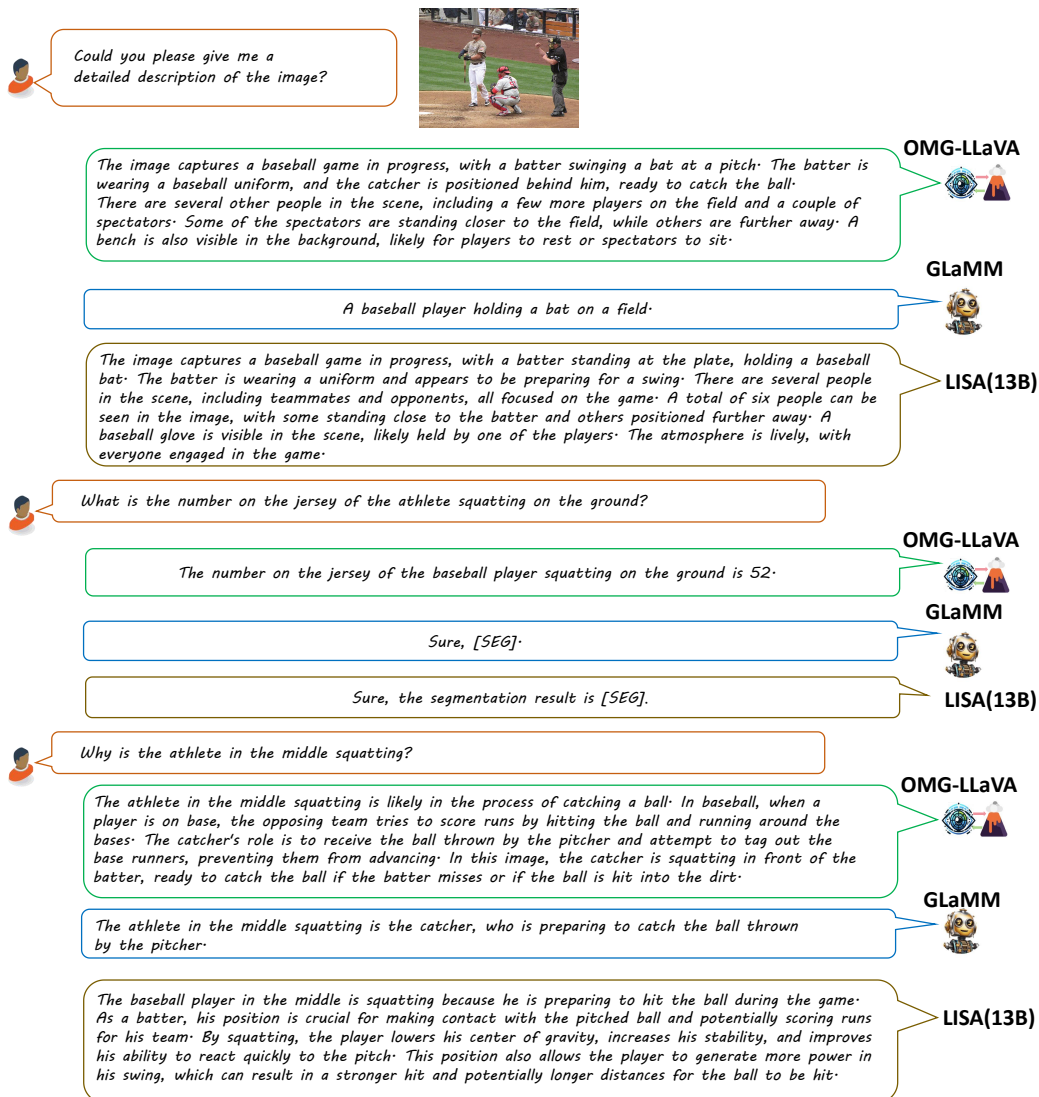 Could you please give me a
detailed description of the image?
OMG-LLaVA
The image captures a baseball game in progress, with a batter swinging a bat at a pitch. The batter is
wearing a baseball uniform, and the catcher is positioned behind him, ready to catch the ball.
There are several other people in the scene, including a few more players on the field and a couple of
spectators. Some of the spectators are standing closer to the field, while others are further away. A
bench is also visible in the background, likely for players to rest or spectators to sit.
GLaMM
A baseball player holding a bat on a field.
The image captures a baseball game in progress, with a batter standing at the plate, holding a baseball
bat. The batter is wearing a uniform and appears to be preparing for a swing. There are several people
in the scene, including teammates and opponents, all focused on the game. A total of six people can be
seen in the image, with some standing close to the batter and others positioned further away. A
baseball glove is visible in the scene, likely held by one of the players. The atmosphere is lively, with
everyone engaged in the game.
LISA(13B)
What is the number on the jersey of the athlete squatting on the ground?
OMG-LLaVA
The number on the jersey of the baseball player squatting on the ground is 52.
GLaMM
Sure, [SEG].
Sure, the segmentation result is [SEG].
LISA(13B)
Why is the athlete in the middle squatting?
OMG-LLaVA
The athlete in the middle squatting is likely in the process of catching a ball. In baseball, when a
player is on base, the opposing team tries to score runs by hitting the ball and running around the
bases. The catcher's role is to receive the ball thrown by the pitcher and attempt to tag out the
base runners, preventing them from advancing. In this image, the catcher is squatting in front of the
batter, ready to catch the ball if the batter misses or if the ball is hit into the dirt.
GLaMM
The athlete in the middle squatting is the catcher, who is preparing to catch the ball thrown
by the pitcher.
The baseball player in the middle is squatting because he is preparing to hit the ball during the game.
As a batter, his position is crucial for making contact with the pitched ball and potentially scoring runs
for his team. By squatting, the player lowers his center of gravity, increases his stability, and improves
his ability to react quickly to the pitch. This position also allows the player to generate more power in
his swing, which can result in a stronger hit and potentially longer distances for the ball to be hit.
LISA(13B)